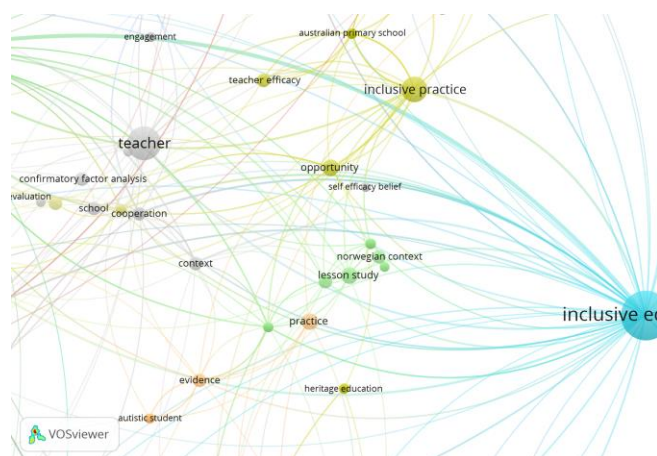 australian primary school
engagement
teacher efficacy
inclusive practice
teacher
opportunity
confirmatory factor analysis
self efficacy belief
evaluation
school
cooperation
norwegian context
context
lesson study
inclusive ed
practice
evidence
heritage education
autistic student
VOSviewer